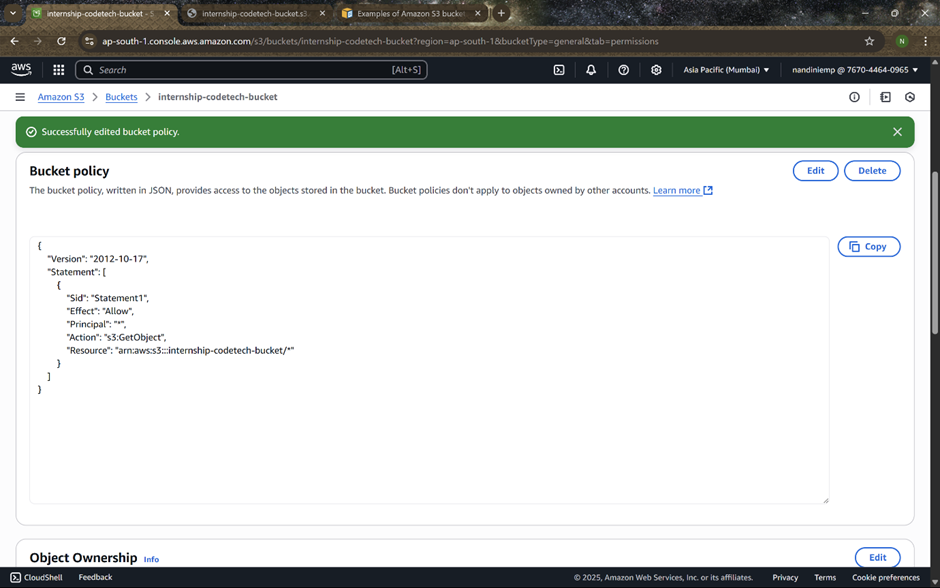 internship-codetech-bucket - S
internship-codetech-bucket.s3.
Examples of Amazon S3 bucket
ap-south-1.console.aws.amazon.com/s3/buckets/internship-codetech-bucket?region=ap-south-1&bucketType=general&tab=permissions
N
aws
Search
[Alt+S]
Asia Pacific (Mumbai)
nandiniemp @ 7670-4464-0965
Amazon S3
Buckets
internship-codetech-bucket
Successfully edited bucket policy.
Bucket policy
Edit
Delete
The bucket policy, written in JSON, provides access to the objects stored in the bucket. Bucket policies don't apply to objects owned by other accounts. Learn more
Copy
{
"Version": "2012-10-17",
"Statement": [
{
"Sid": "Statement1",
"Effect": "Allow",
"Principal": "*",
"Action": "s3:GetObject",
"Resource": "arn:aws:s3:::internship-codetech-bucket/*"
}
]
}
Object Ownership Info
Edit
CloudShell
Feedback
© 2025, Amazon Web Services, Inc. or its affiliates.
Privacy
Terms
Cookie preferences